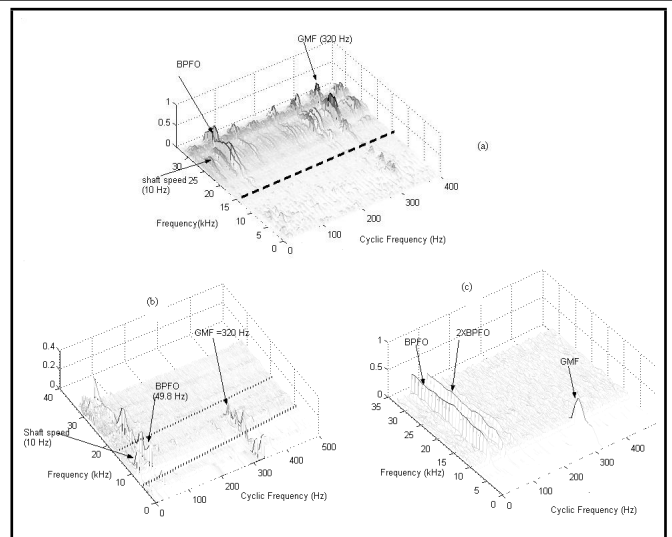 GMF (320 Hz)
BPFO
1
0.5
0
30
shaft speed 25
(10 Hz)
20
15
10
5
0
0
100
200
300
400
Frequency(kHz)
Cyclic Frequency (Hz)
(a)
(b)
GMF =320 Hz
BPFO
(49.8 Hz)
0.4
0.2
0
40
30
20
10
0
Shaft speed
(10 Hz)
0
100
200
300
400
500
Frequency (kHz)
Cyclic Frequency (Hz)
(c)
BPFO
2XBPFO
GMF
1
0.5
0
35
30
25
20
15
10
5
0
0
100
200
300
400
Frequency (kHz)
Cyclic Frequency (Hz)